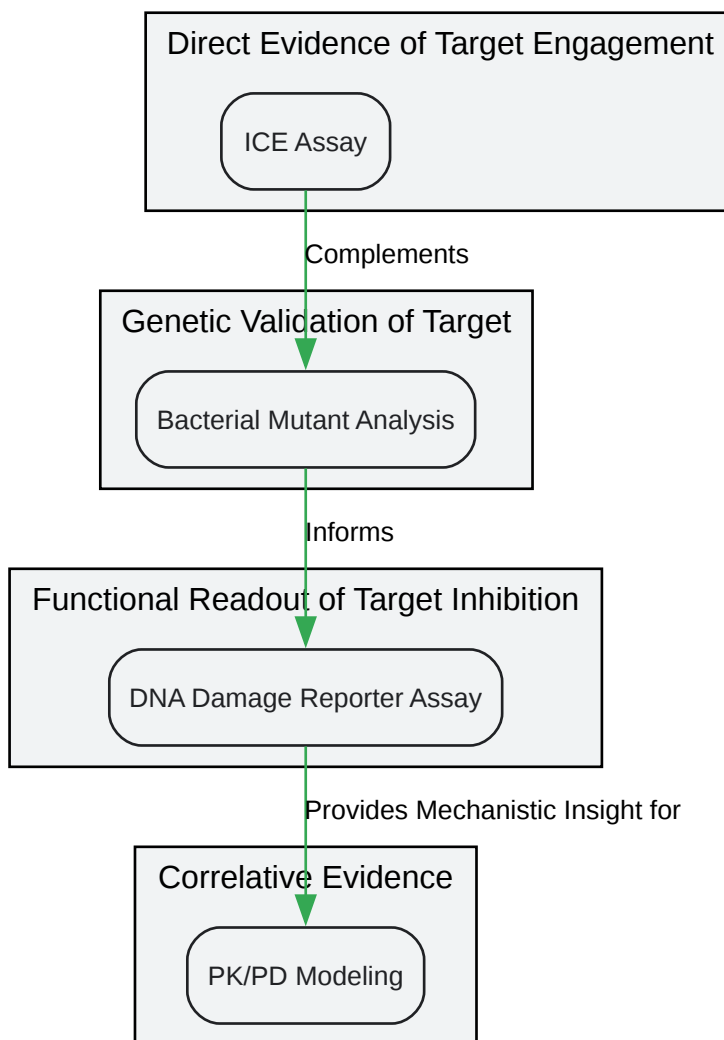 Direct Evidence of Target Engagement
ICE Assay
Complements
Genetic Validation of Target
Bacterial Mutant Analysis
Informs
Functional Readout of Target Inhibition
DNA Damage Reporter Assay
Provides Mechanistic Insight for
Correlative Evidence
PK/PD Modeling